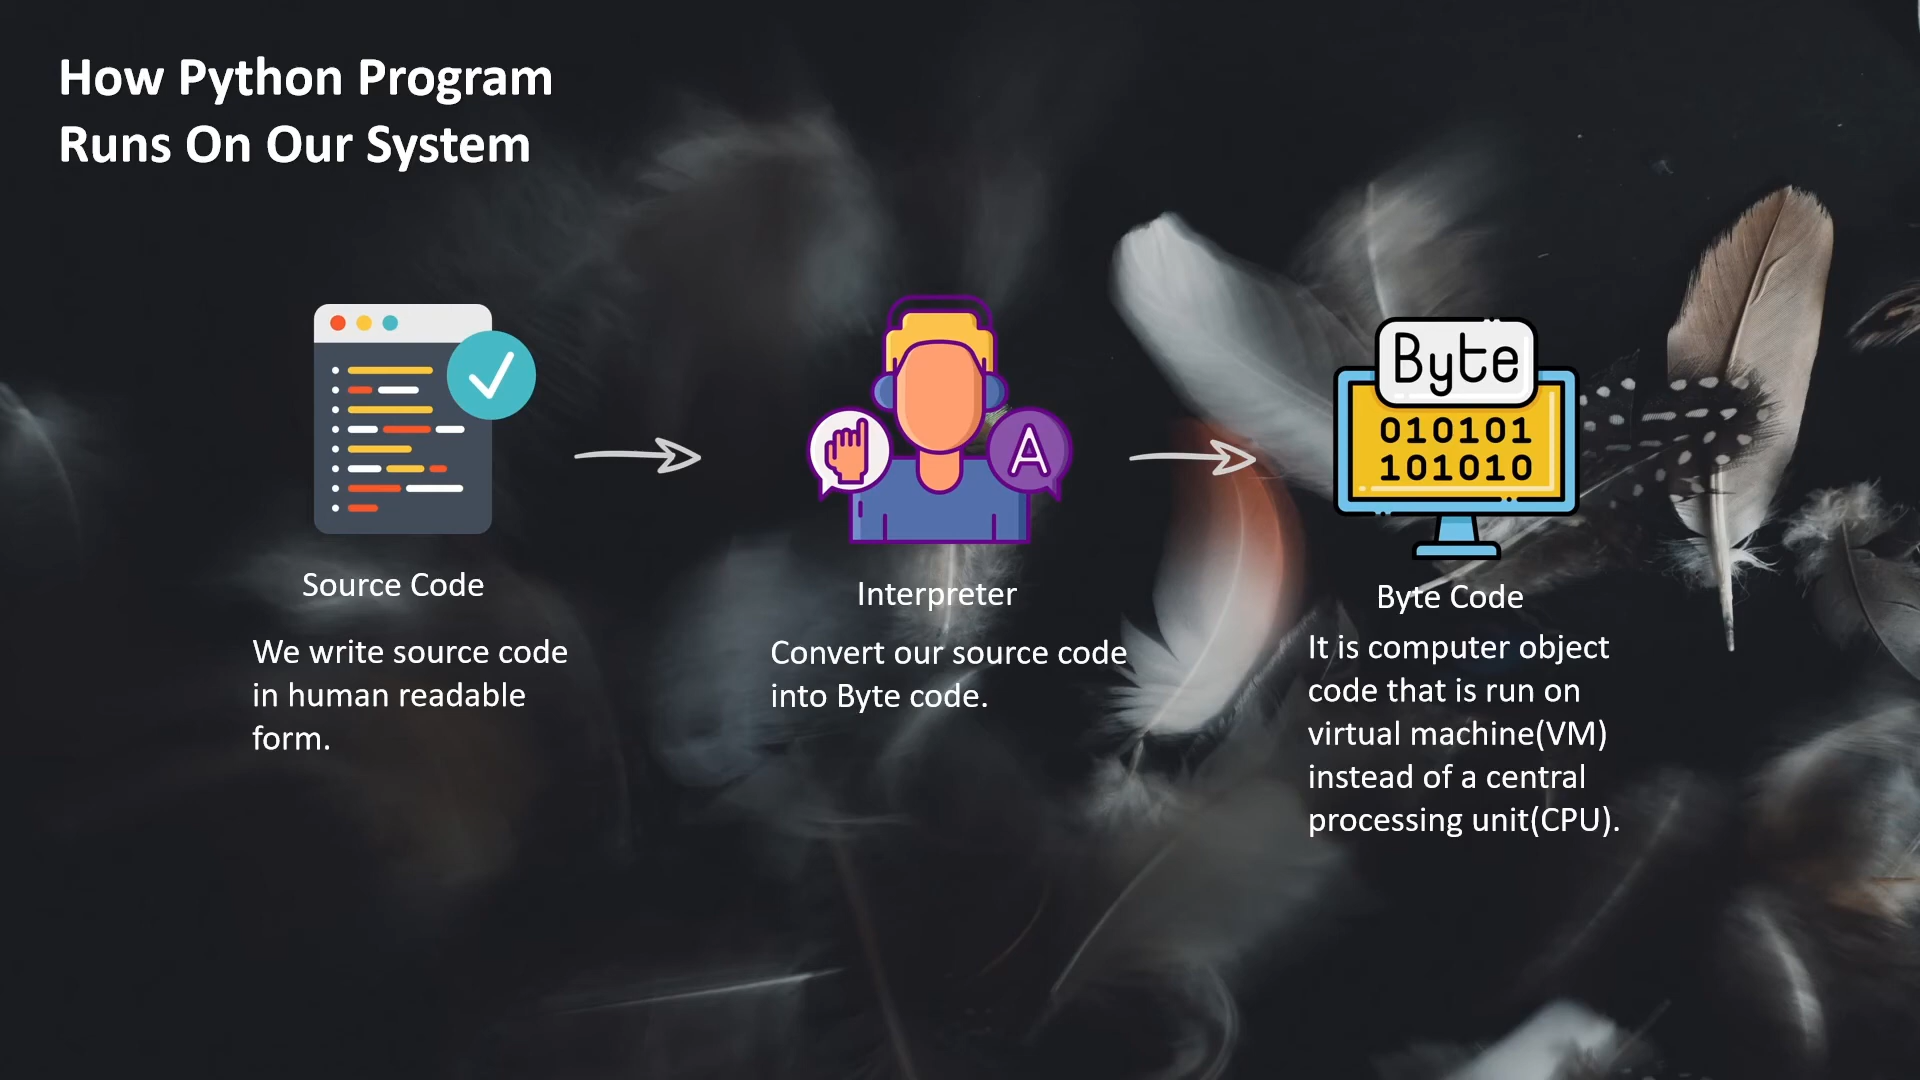 How Python Program
Runs On Our System
Byte
010101
101010
A
Source Code
We write source code
in human readable
form.
Interpreter
Convert our source code
into Byte code.
Byte Code
It is computer object
code that is run on
virtual machine(VM)
instead of a central
processing unit(CPU).